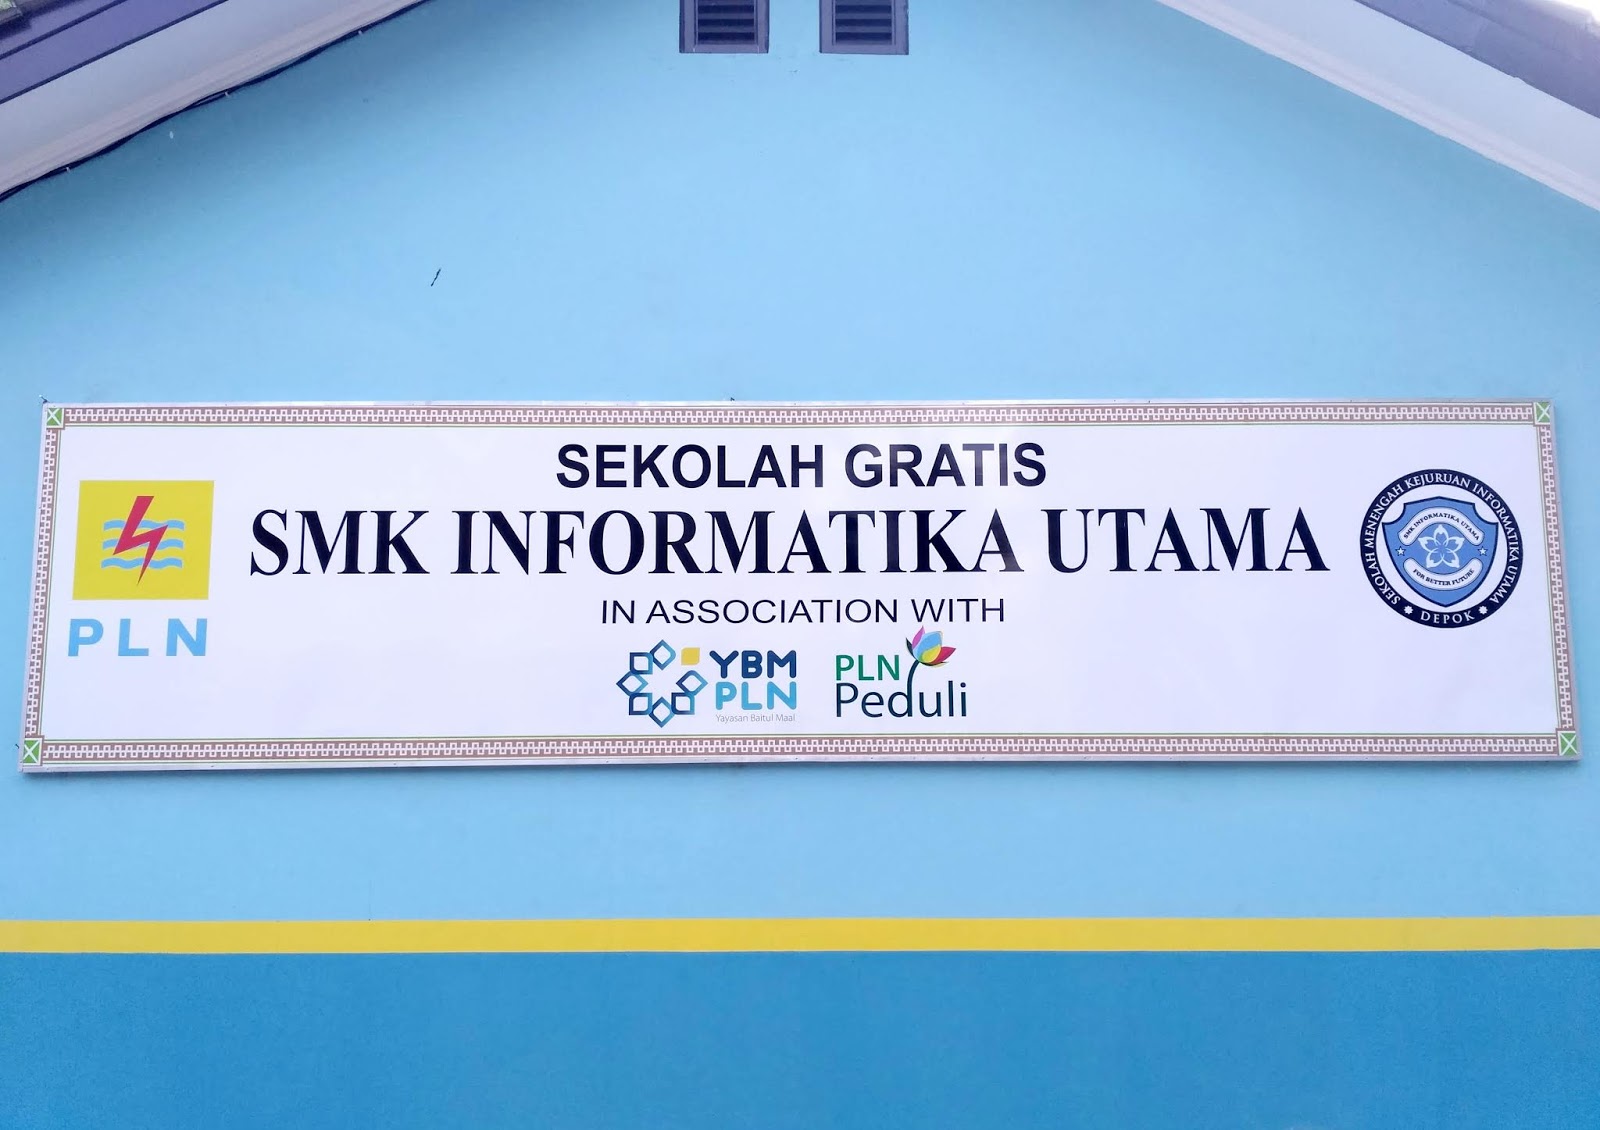 SEKOLAH GRATIS
SMK INFORMATIKA UTAMA
IN ASSOCIATION WITH
PLN
YBM
PLN
Yayasan Baitul Maal
PLN
Peduli
SEKOLAH MENENGAH KEJURUAN INFORMATIKA UTAMA
DEPOK
SMK INFORMATIKA UTAMA
FOR BETTER FUTURE